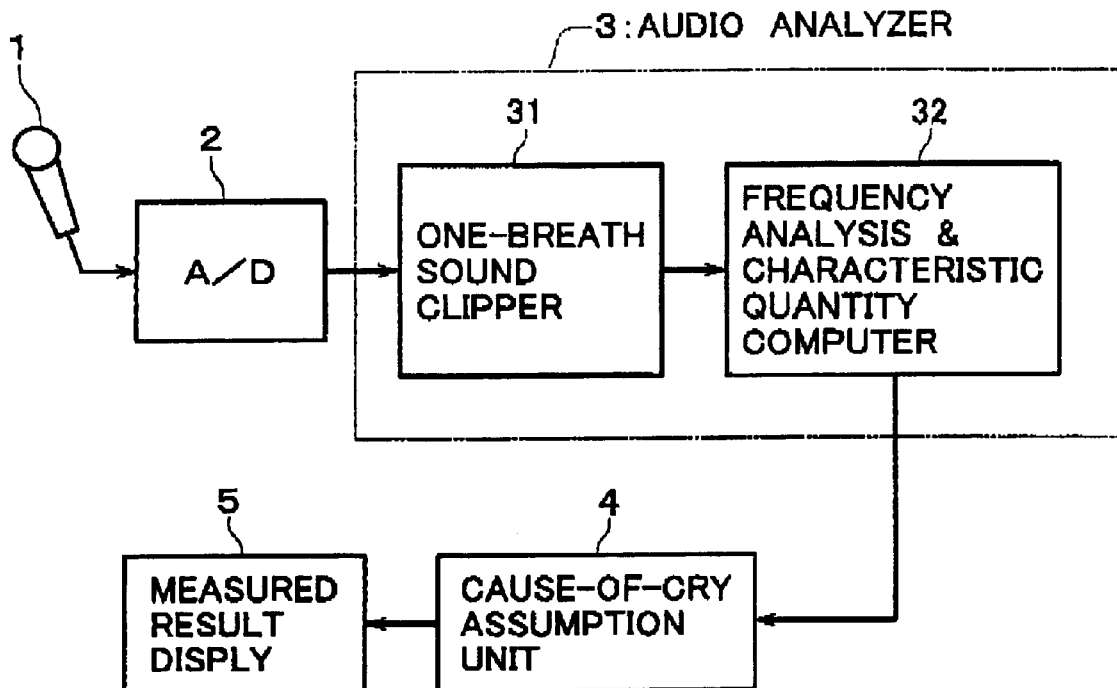 3:AUDIO ANALYZER
1
2
A/D
31
ONE-BREATH
SOUND
CLIPPER
32
FREQUENCY
ANALYSIS &
CHARACTERISTIC
QUANTITY
COMPUTER
5
MEASURED
RESULT
DISPLY
4
CAUSE-OF-CRY
ASSUMPTION
UNIT